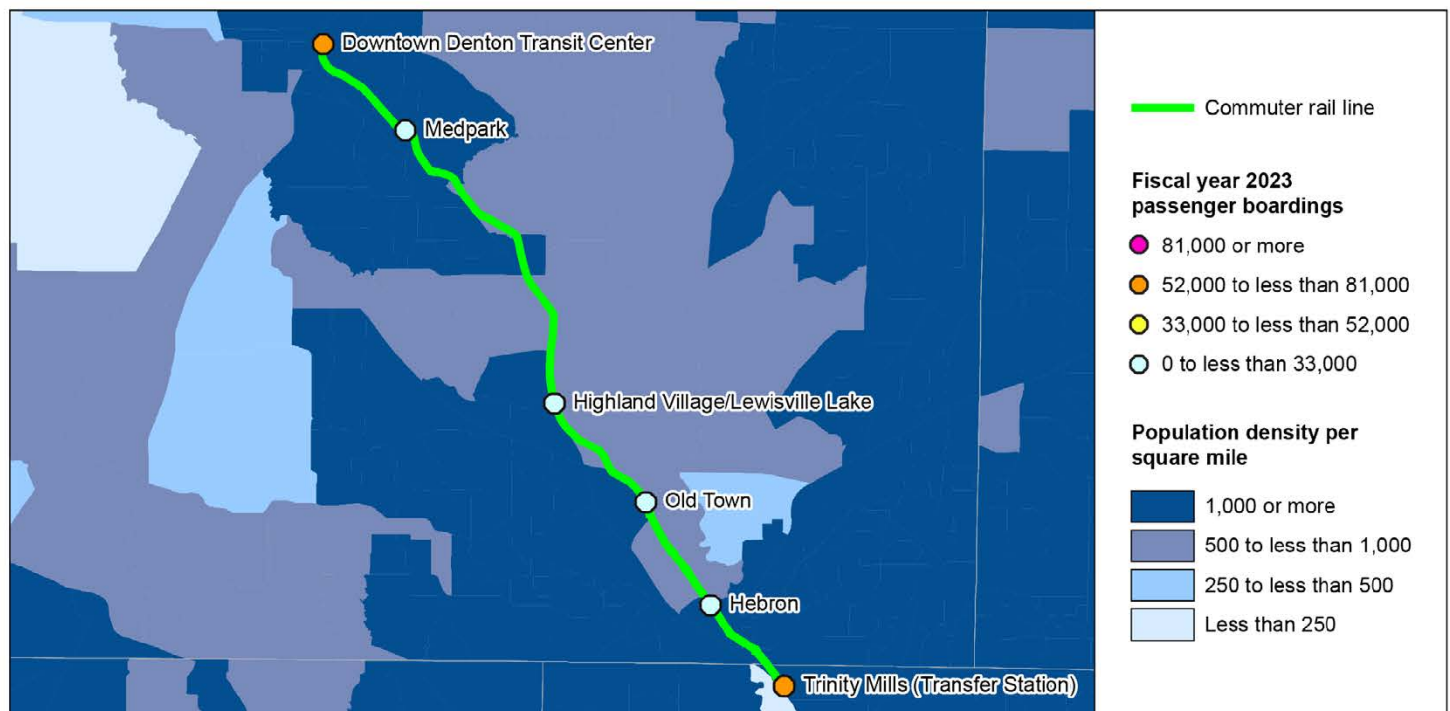 Downtown Denton Transit Center
Medpark
Highland Village/Lewisville Lake
Old Town
Hebron
Trinity Mills (Transfer Station)
Commuter rail line
Fiscal year 2023
passenger boardings
81,000 or more
52,000 to less than 81,000
33,000 to less than 52,000
0 to less than 33,000
Population density per
square mile
1,000 or more
500 to less than 1,000
250 to less than 500
Less than 250